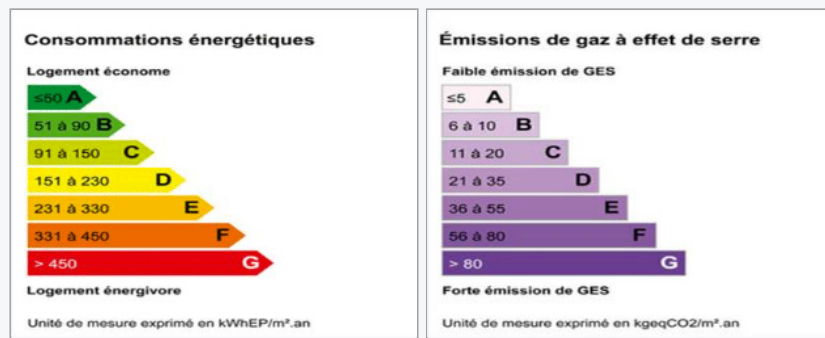 Consommations énergétiques
Logement économe
≤50 A
51 à 90 B
91 à 150 C
151 à 230 D
231 à 330 E
331 à 450 F
> 450 G
Logement énergivore
Unité de mesure exprimé en kWhEP/m².an
Émissions de gaz à effet de serre
Faible émission de GES
≤5 A
6 à 10 B
11 à 20 C
21 à 35 D
36 à 55 E
56 à 80 F
> 80 G
Forte émission de GES
Unité de mesure exprimé en kgeqCO2/m².an